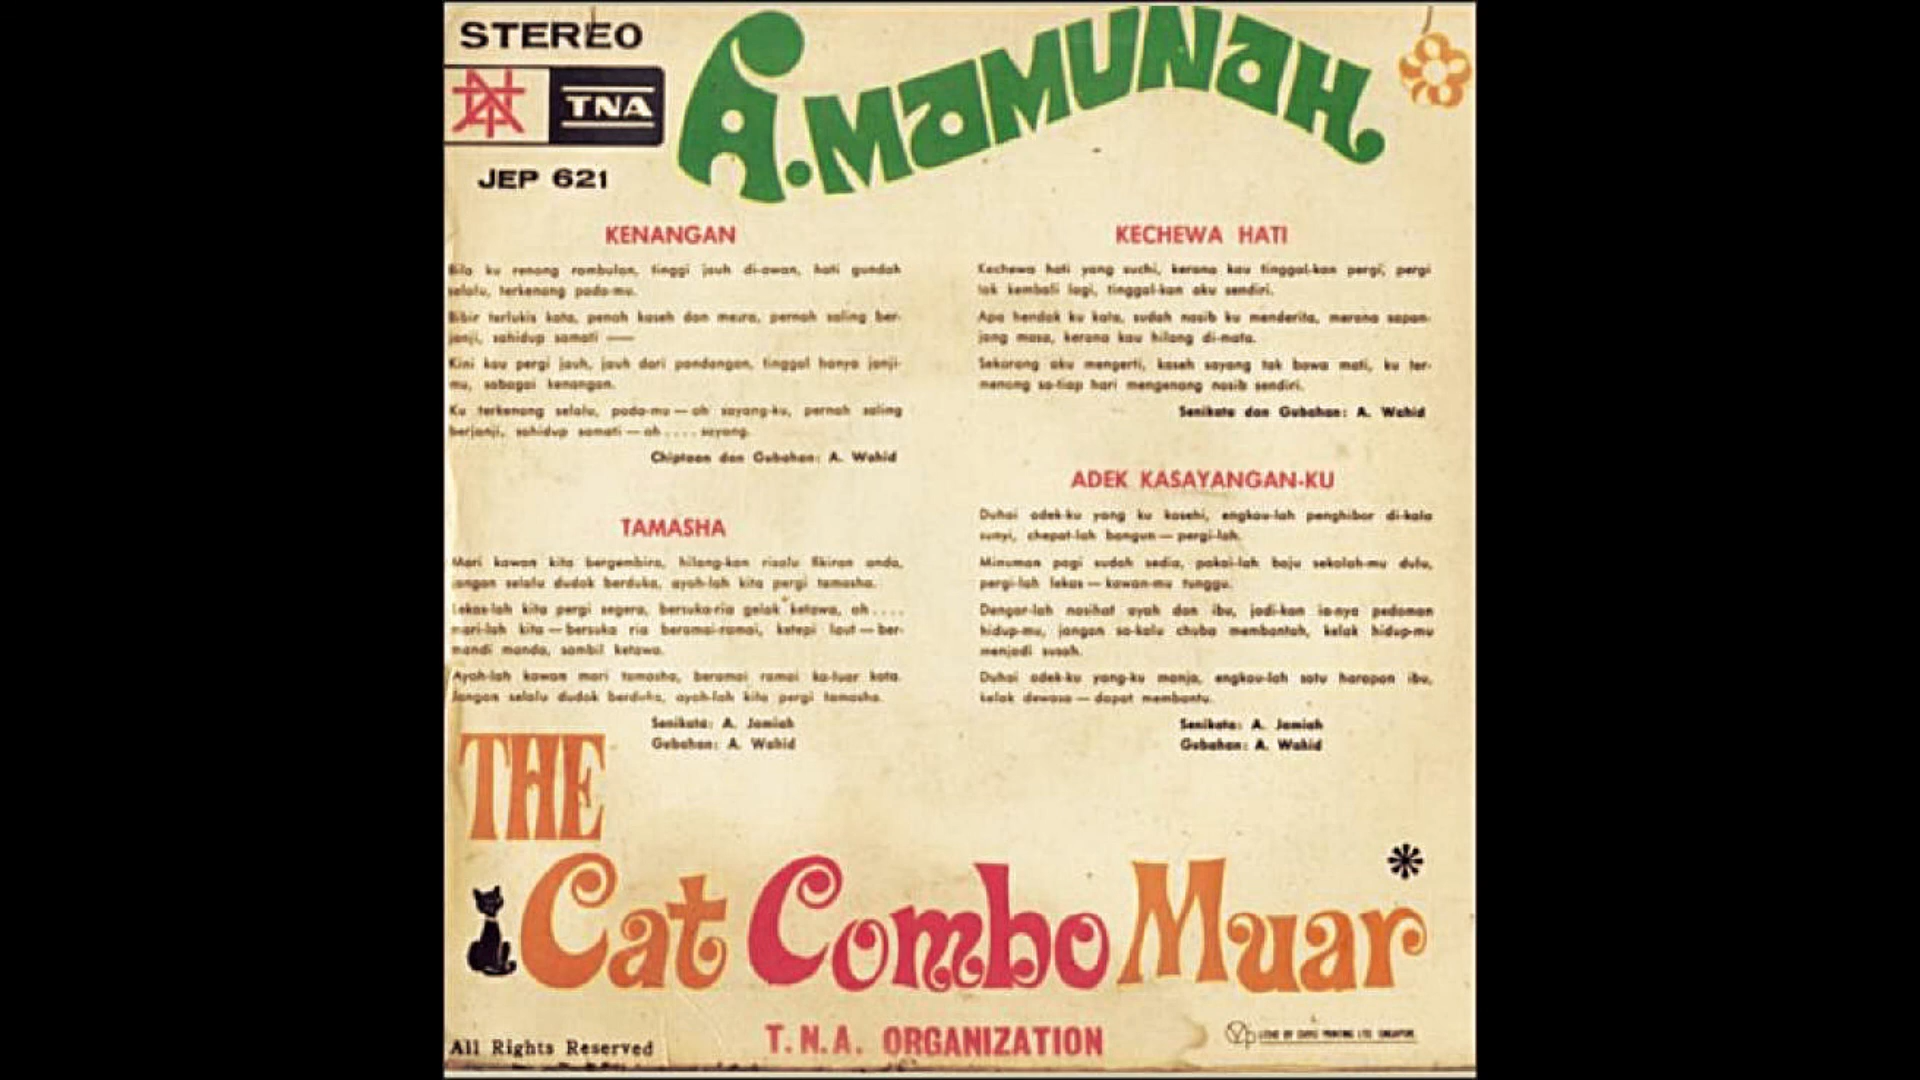 STEREO
TNA
JEP 621
A. MAMUNAH
KENANGAN
Bila ku renong rambulan, tinggi jauh di-awan, hati gundah
selalu, terkenang pada-mu.
Bibir terlukis kata, penoh kaseh dan mesra, pernah saling ber-
janji, sahidup samati —
Kini kau pergi jauh, jauh dari pandangan, tinggal hanya janji-
mu, sabagai kenangan.
Ku terkenang selalu, pada-mu — oh sayang-ku, pernah saling
berjanji, sahidup samati — oh .... sayang.
Chiptaan dan Gubahan: A. Wahid
TAMASHA
Mari kawan kita bergembira, hilang-kan risalu fikiran anda,
jangan selalu dudok berduka, ayoh-lah kita pergi tamasha.
Lekas-lah kita pergi segera, bersuka-ria gelak ketawa, oh ....
mari-lah kita — bersuka ria beramai-ramai, ketepi laut — ber-
mandi manda, sambil ketawa.
Ayoh-lah kawan mari tamasha, beramai ramai ka-luar kota.
Jangan selalu dudok berduka, ayoh-lah kita pergi tamasha.
Senikata: A. Jamiah
Gubahan: A. Wahid
KECHEWA HATI
Kechewa hati yang suchi, kerana kau tinggal-kan pergi, pergi
tak kembali lagi, tinggal-kan aku sendiri.
Apa hendak ku kata, sudah nasib ku menderita, merana sapan-
jang masa, kerana kau hilang di-mata.
Sekarang aku mengerti, kaseh sayang tak bawa mati, ku ter-
menong sa-tiap hari mengenang nasib sendiri.
Senikata dan Gubahan: A. Wahid
ADEK KASAYANGAN-KU
Duhai adek-ku yang ku kasehi, engkau-lah penghibor di-kala
sunyi, chepat-lah bangun — pergi-lah.
Minuman pagi sudah sedia, pakai-lah baju sekolah-mu dulu,
pergi-lah lekas — kawan-mu tunggu.
Dengar-lah nasihat ayah dan ibu, jadi-kan ia-nya pedoman
hidup-mu, jangan sa-kalu chuba membantah, kelak hidup-mu
menjadi susah.
Duhai adek-ku yang-ku manja, engkau-lah satu harapan ibu,
kelak dewasa — dapat membantu.
Senikata: A. Jamiah
Gubahan: A. Wahid
THE
Cat Combo Muar
T.N.A. ORGANIZATION
All Rights Reserved
PRINTING LTD. SINGAPORE